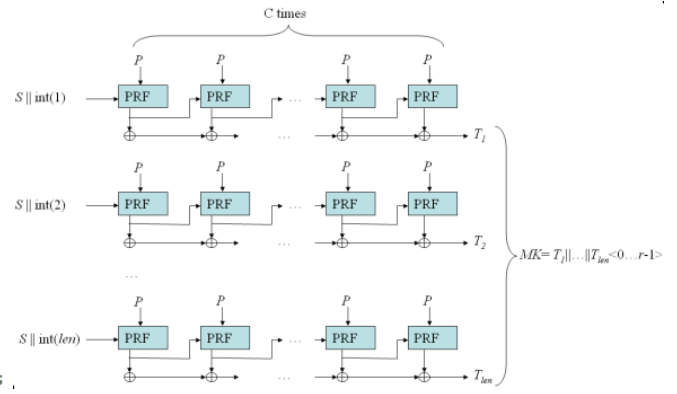 C times
P P P P
S || int(1) PRF PRF ... PRF PRF
... T1
P P P P
S || int(2) PRF PRF ... PRF PRF
... T2
MK= T1||...||Tlen<0...r-1>
...
P P P P
S || int(len) PRF PRF ... PRF PRF
... Tlen